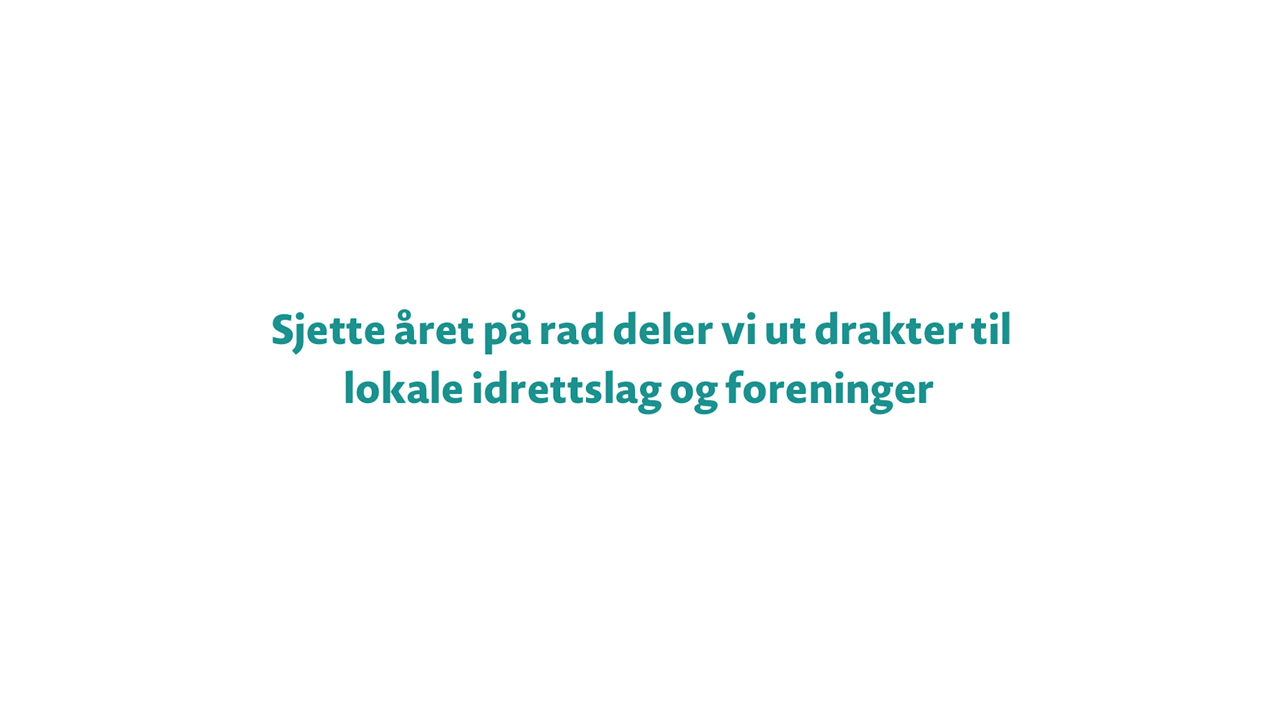 Sjette året på rad deler vi ut drakter til
lokale idrettslag og foreninger